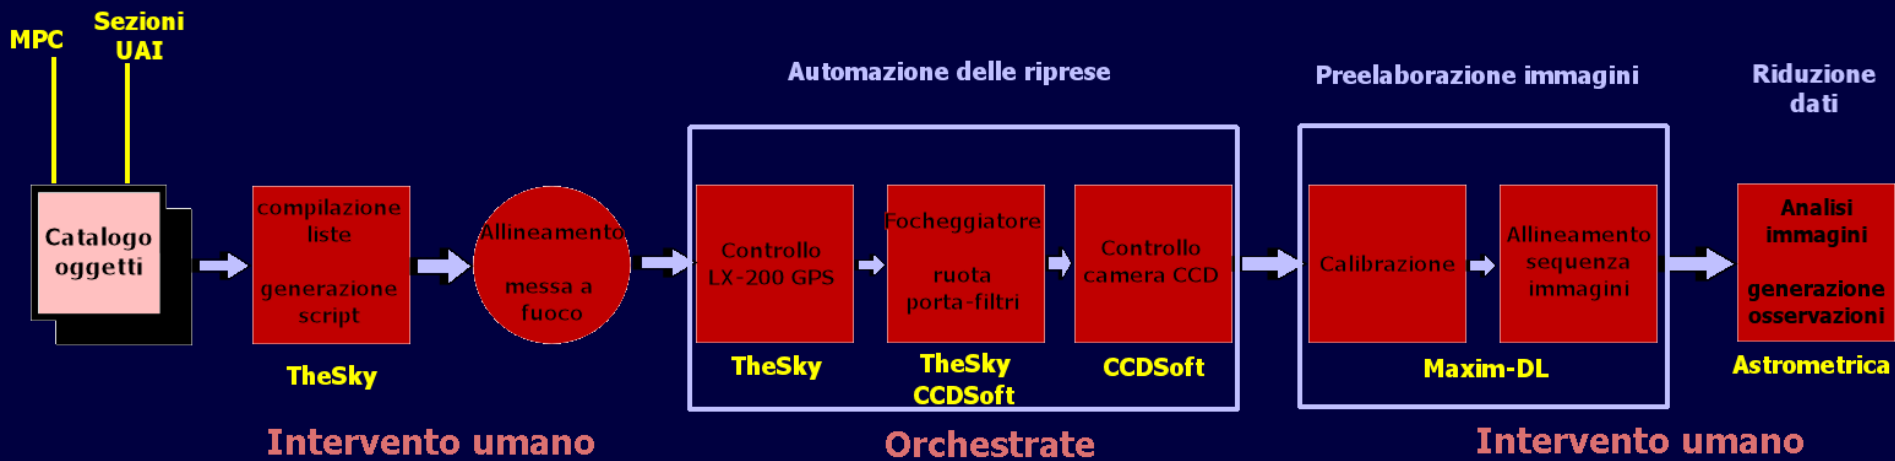 MPC
Sezioni
UAI
Automazione delle riprese
Preelaborazione immagini
Riduzione
dati
Catalogo
oggetti
compilazione
liste
generazione
script
TheSky
Allineamento
messa a
fuoco
Controllo
LX-200 GPS
TheSky
Focheggiatore
ruota
porta-filtri
TheSky
CCDSoft
Controllo
camera CCD
CCDSoft
Calibrazione
Allineamento
sequenza
immagini
Maxim-DL
Analisi
immagini
generazione
osservazioni
Astrometrica
Intervento umano
Orchestrate
Intervento umano